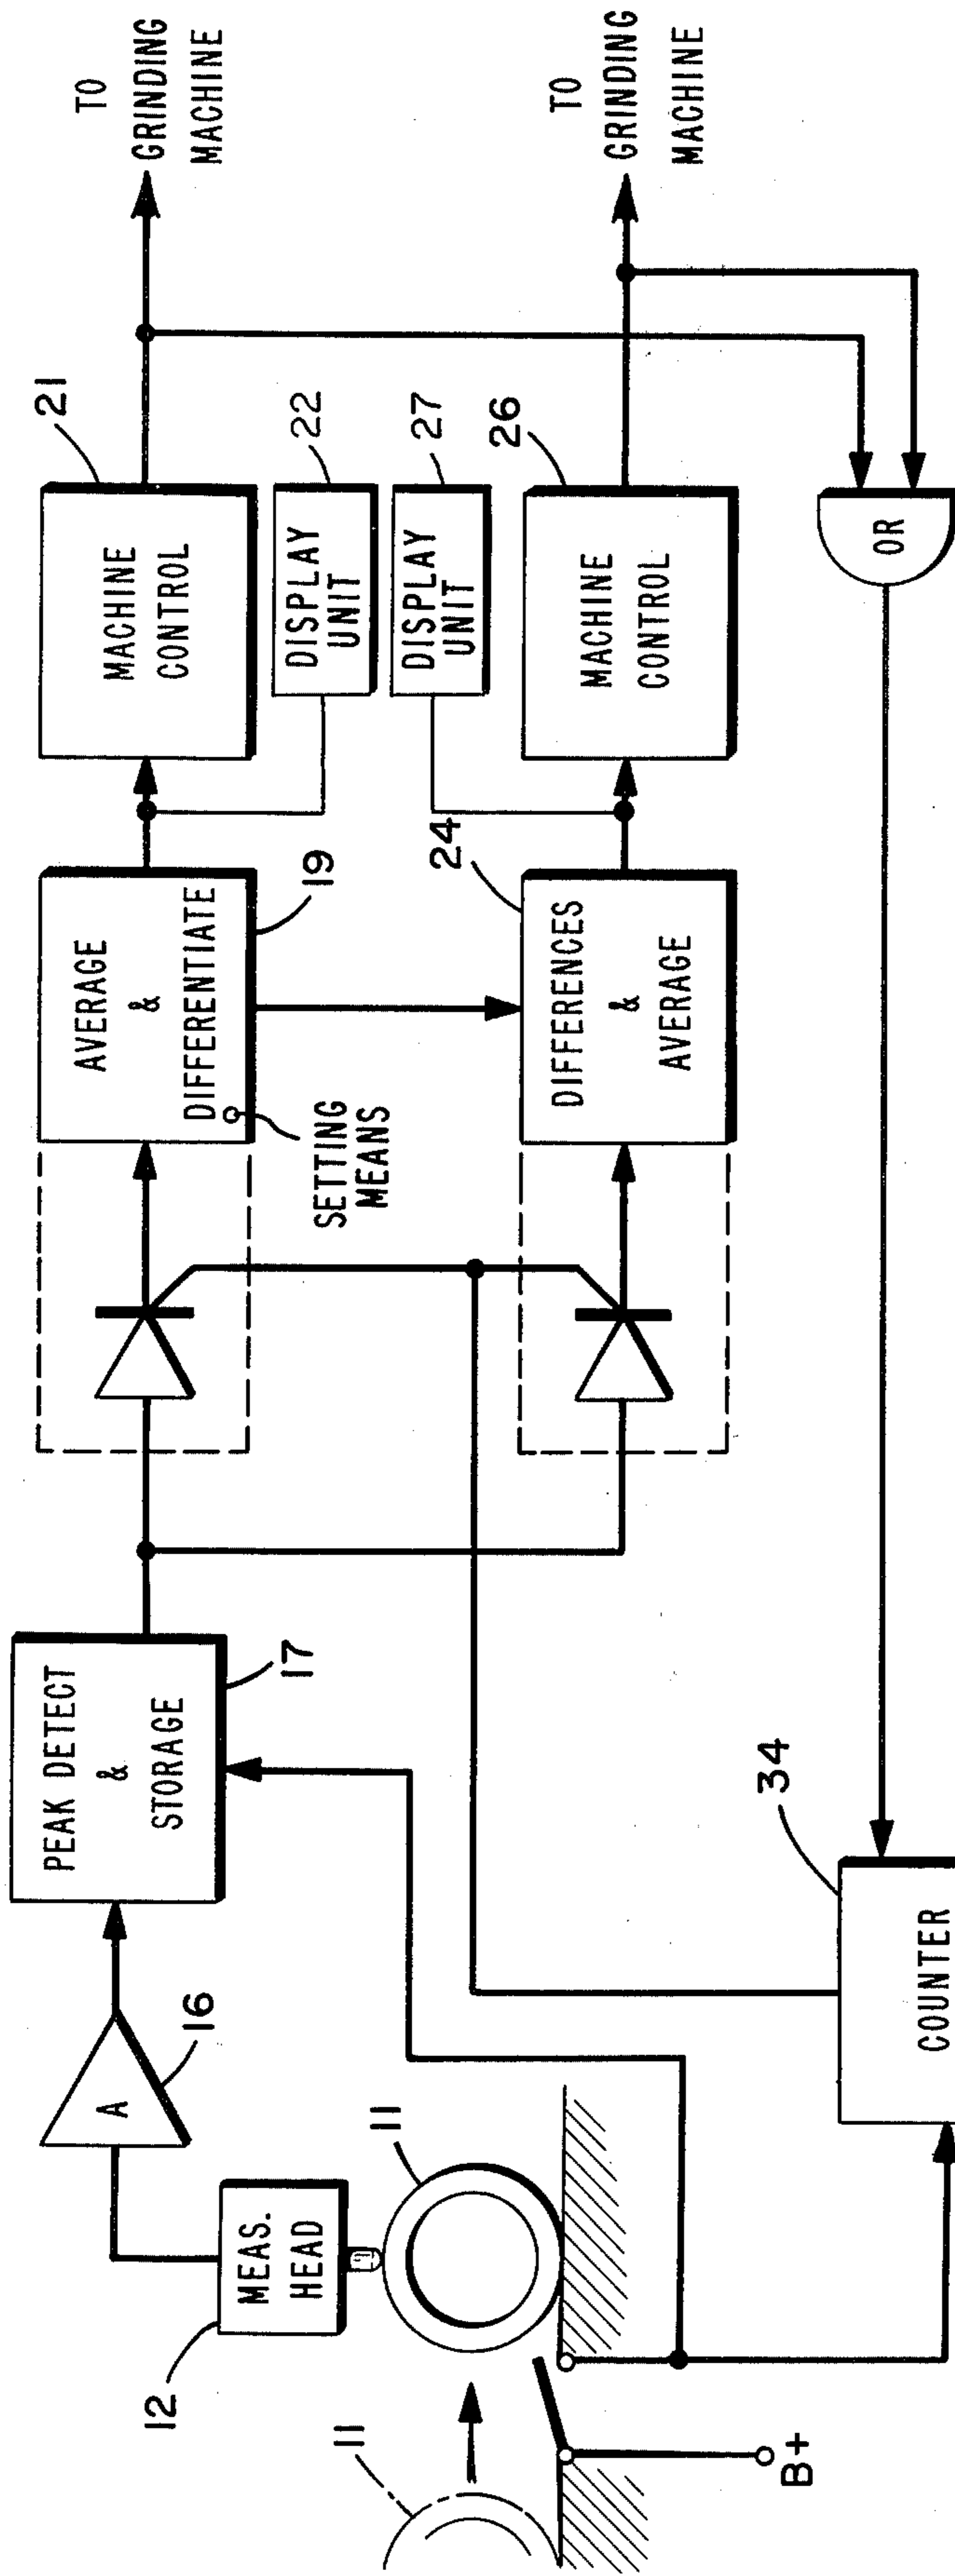 TO
GRINDING
MACHINE
TO
GRINDING
MACHINE
21
MACHINE
CONTROL
22
DISPLAY
UNIT
27
DISPLAY
UNIT
26
MACHINE
CONTROL
OR
AVERAGE
&
DIFFERENTIATE
19
SETTING
MEANS
24
DIFFERENCES
&
AVERAGE
PEAK DETECT
&
STORAGE
17
34
COUNTER
A
16
MEAS.
HEAD
12
11
11
B+